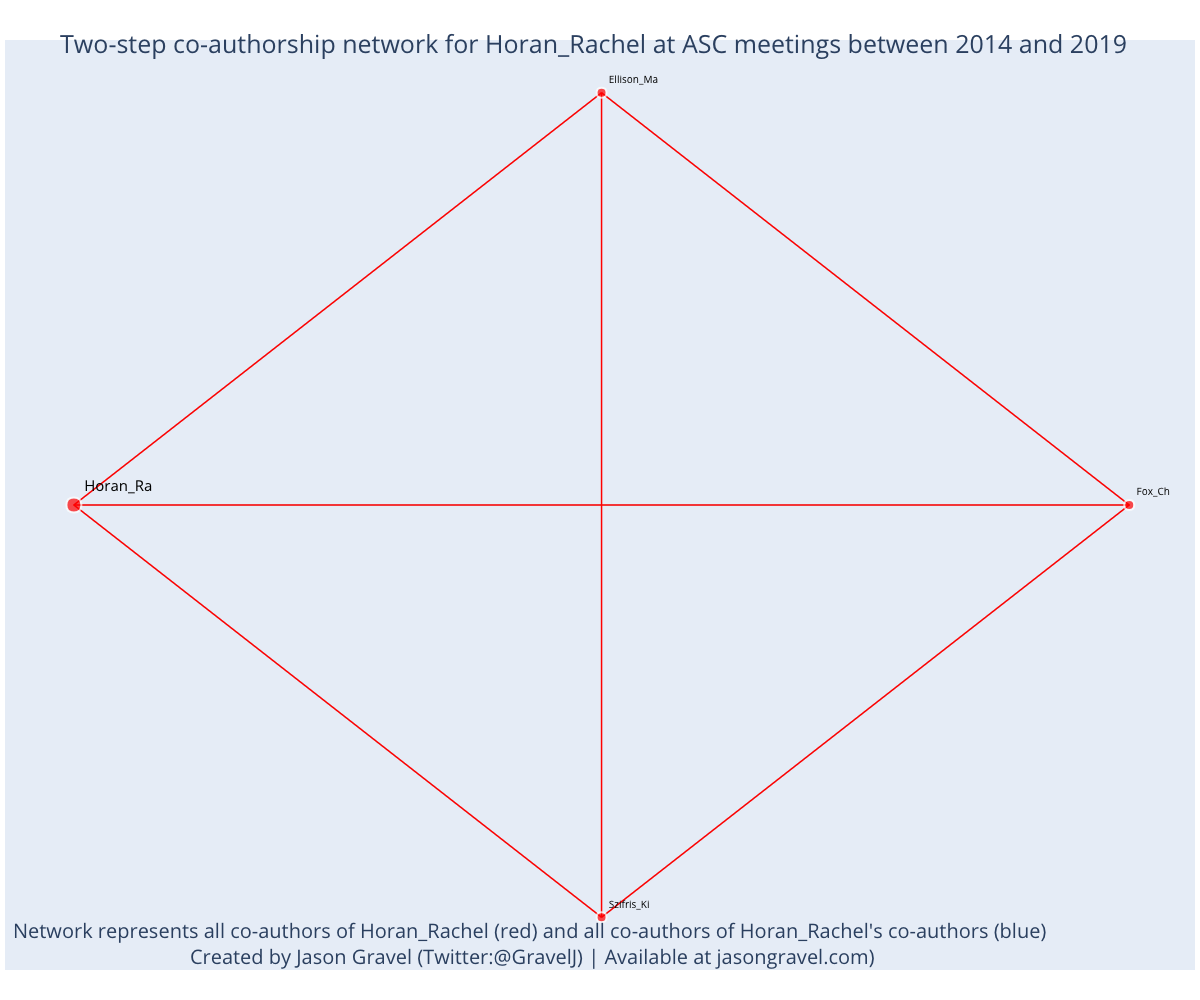 Two-step co-authorship network for Horan_Rachel at ASC meetings between 2014 and 2019
Ellison_Ma
Horan_Ra
Fox_Ch
Szifris_Ki
Network represents all co-authors of Horan_Rachel (red) and all co-authors of Horan_Rachel's co-authors (blue)
Created by Jason Gravel (Twitter:@GravelJ) | Available at jasongravel.com)